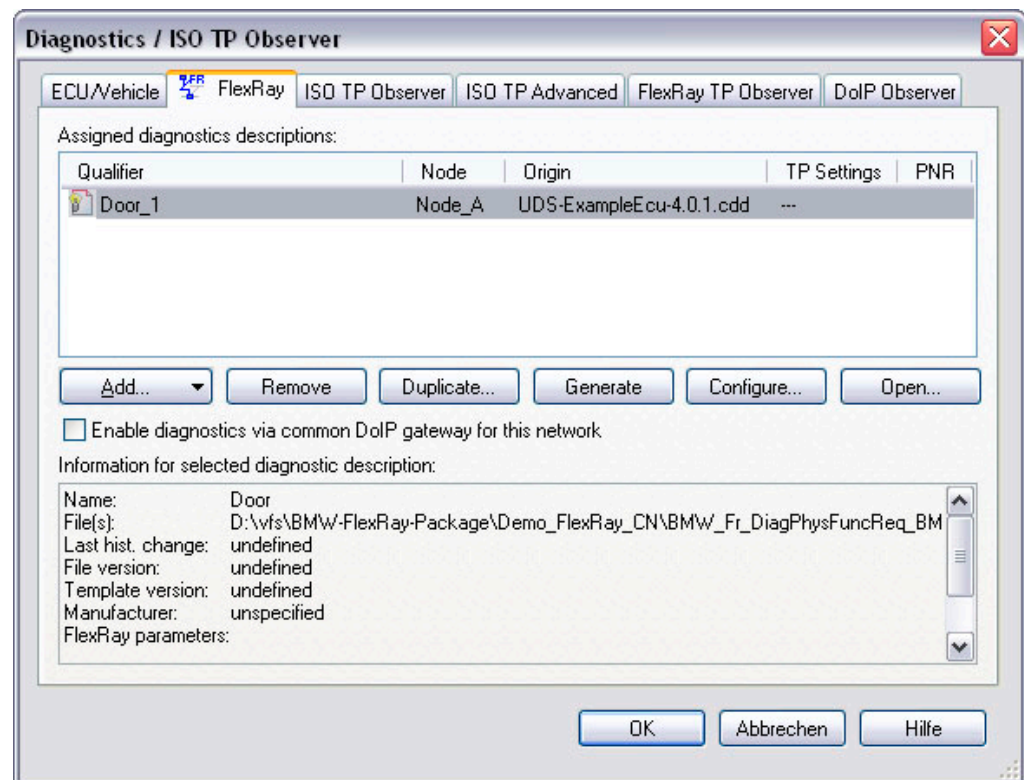 Diagnostics / ISO TP Observer
ECU/Vehicle FR FlexRay ISO TP Observer ISO TP Advanced FlexRay TP Observer DoIP Observer
Assigned diagnostics descriptions:
Qualifier Node Origin TP Settings PNR
Door_1 Node_A UDS-ExampleEcu-4.0.1.cdd ---
Add... Remove Duplicate... Generate Configure... Open...
Enable diagnostics via common DoIP gateway for this network
Information for selected diagnostic description:
Name: Door
File(s): D:\vfs\BMW-FlexRay-Package\Demo_FlexRay_CN\BMW_Fr_DiagPhysFuncReq_BM
Last hist. change: undefined
File version: undefined
Template version: undefined
Manufacturer: unspecified
FlexRay parameters:
OK Abbrechen Hilfe